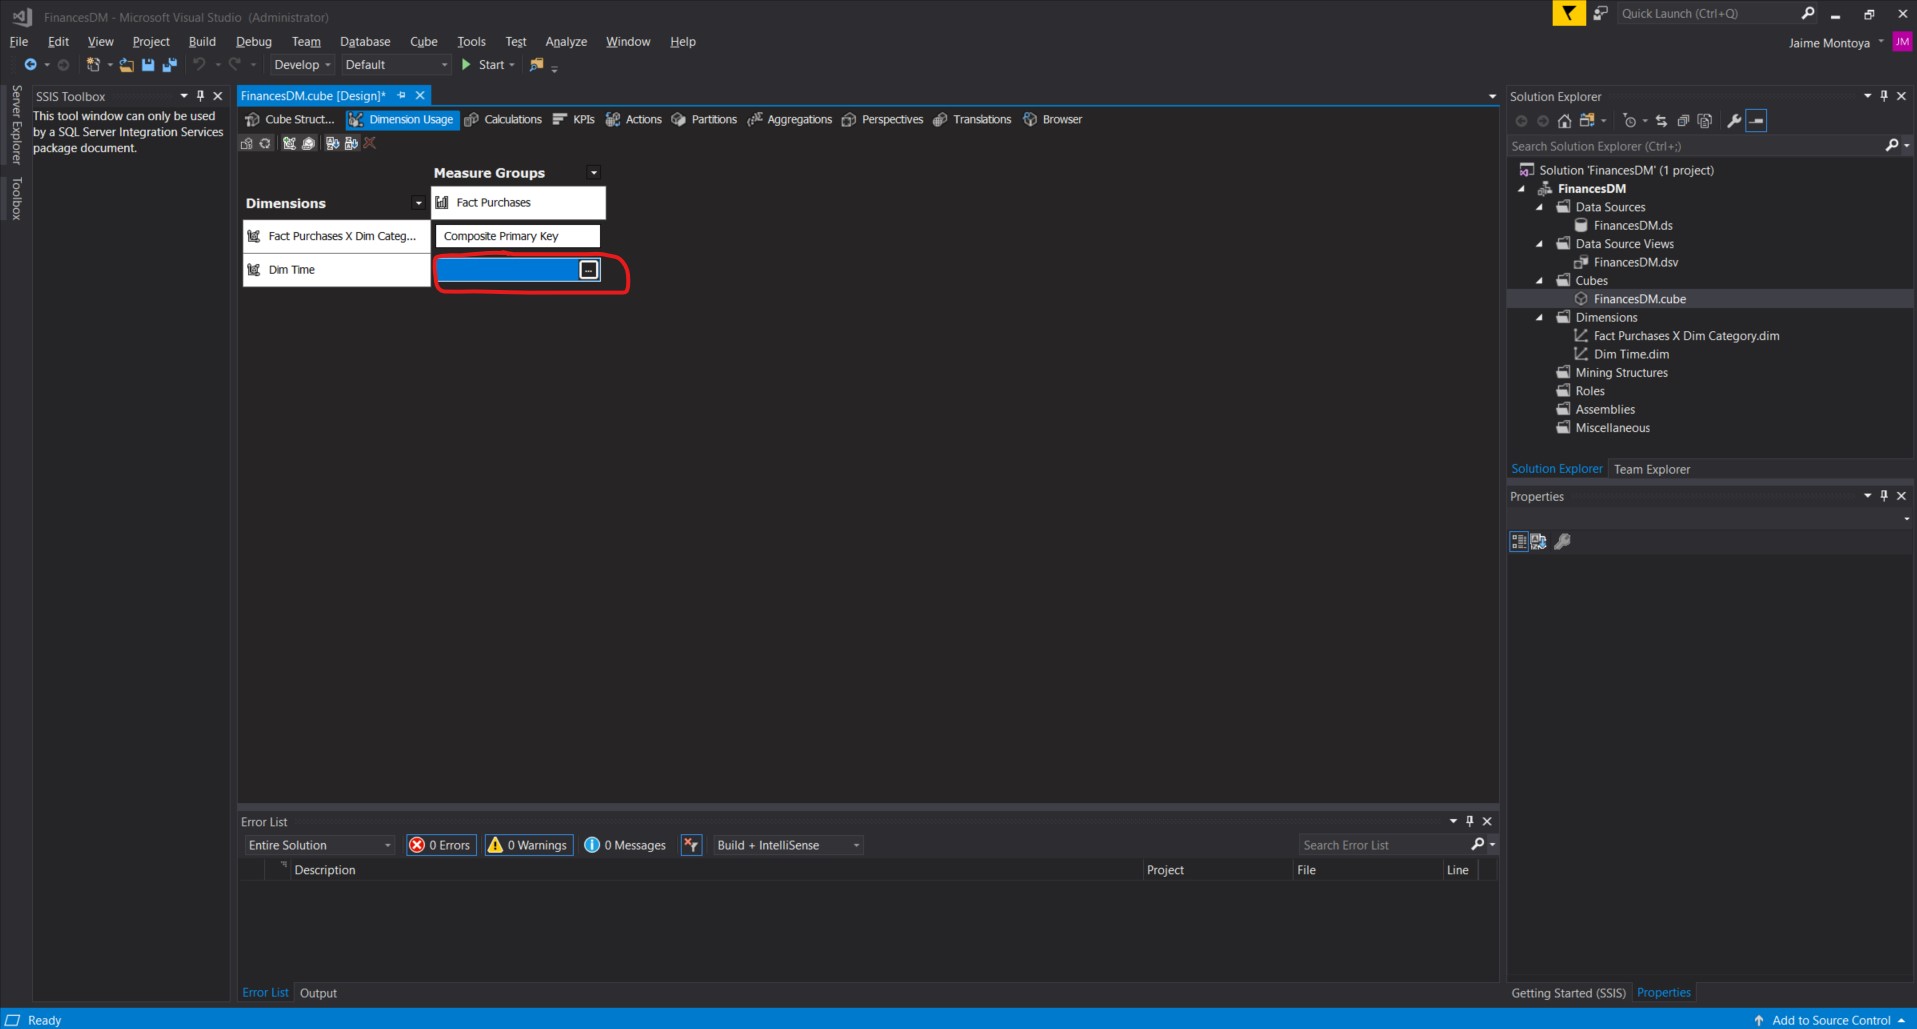 FinancesDM - Microsoft Visual Studio (Administrator)
Quick Launch (Ctrl+Q)
File Edit View Project Build Debug Team Database Cube Tools Test Analyze Window Help
Jaime Montoya JM
Develop Default Start
Server Explorer
Toolbox
SSIS Toolbox
This tool window can only be used
by a SQL Server Integration Services
package document.
FinancesDM.cube [Design]*
Cube Struct... Dimension Usage Calculations KPIs Actions Partitions Aggregations Perspectives Translations Browser
Measure Groups
Dimensions
Fact Purchases
Fact Purchases X Dim Categ...
Composite Primary Key
Dim Time
...
Error List
Entire Solution 0 Errors 0 Warnings 0 Messages Build + IntelliSense
Search Error List
Description Project File Line
Error List Output
Solution Explorer
Search Solution Explorer (Ctrl+;)
Solution 'FinancesDM' (1 project)
FinancesDM
Data Sources
FinancesDM.ds
Data Source Views
FinancesDM.dsv
Cubes
FinancesDM.cube
Dimensions
Fact Purchases X Dim Category.dim
Dim Time.dim
Mining Structures
Roles
Assemblies
Miscellaneous
Solution Explorer Team Explorer
Properties
Getting Started (SSIS) Properties
Ready
Add to Source Control